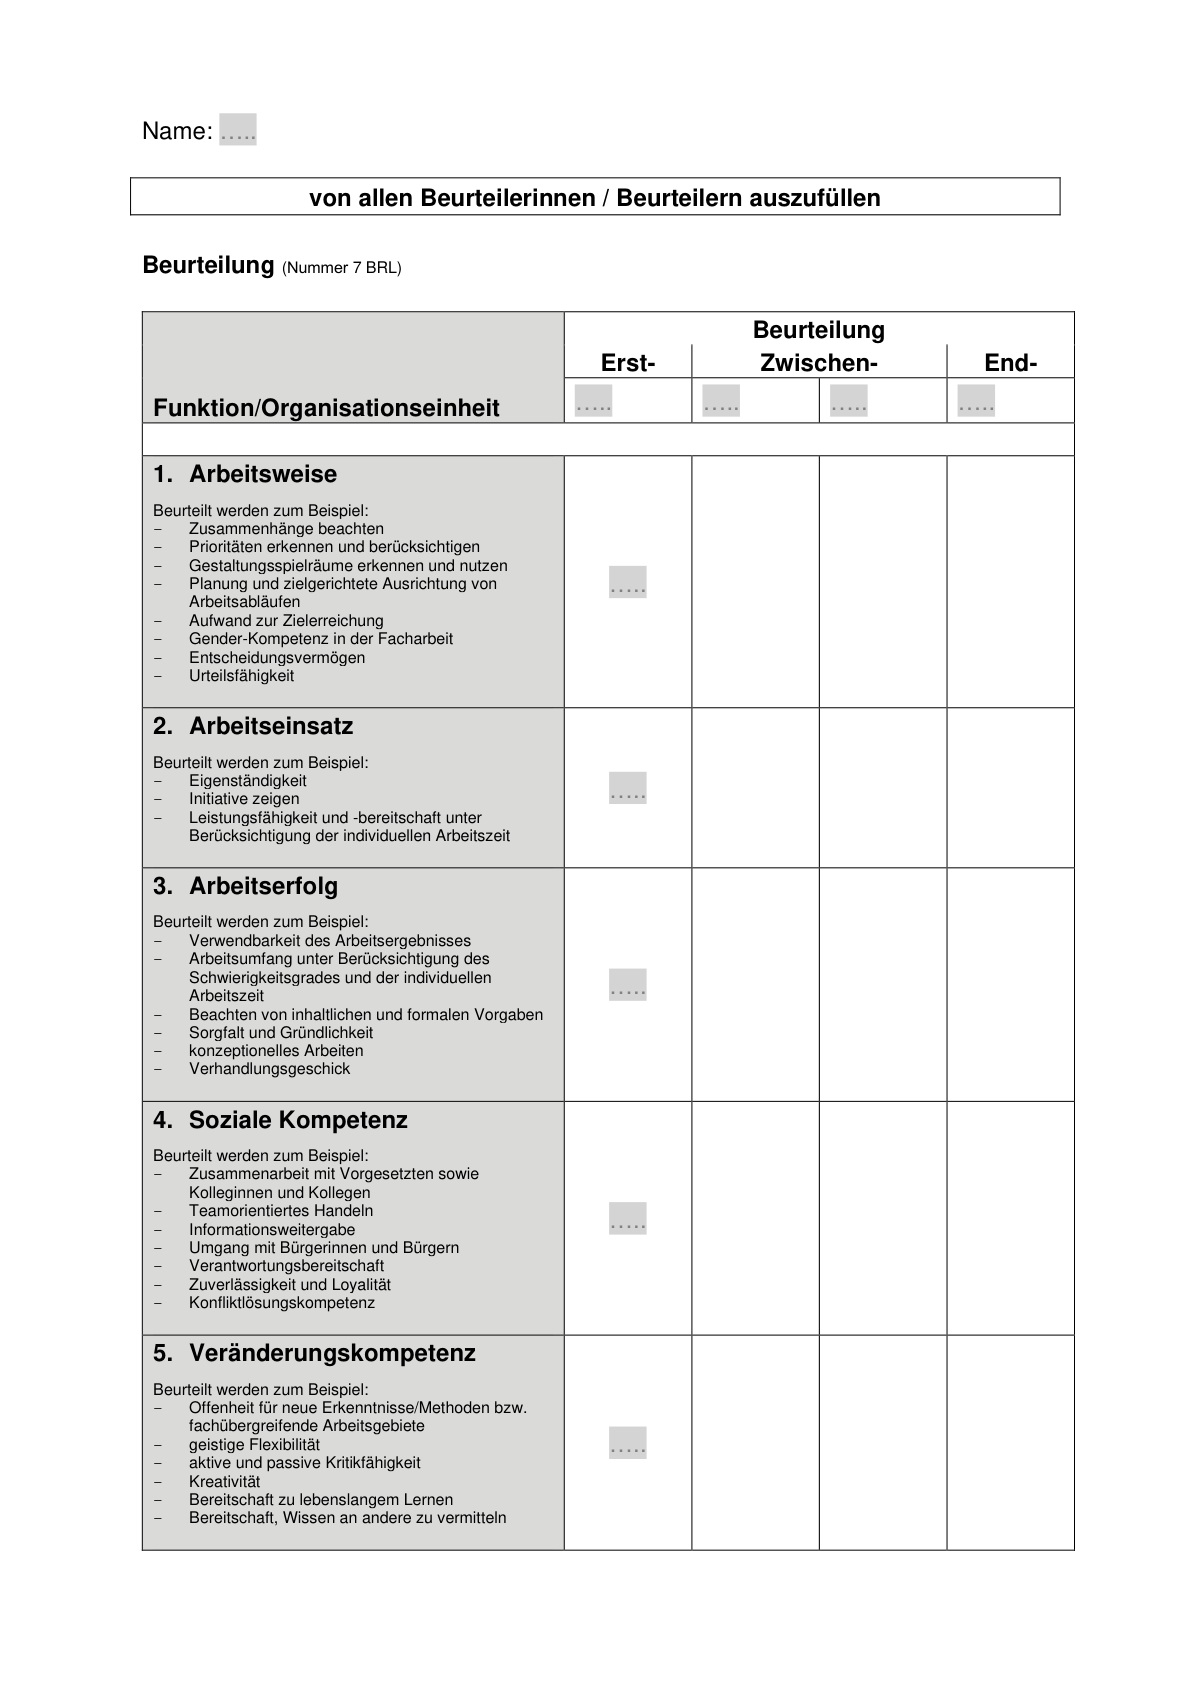 Name: .....
von allen Beurteilerinnen / Beurteilern auszufüllen
Beurteilung (Nummer 7 BRL)
Beurteilung
Erst- Zwischen- End-
Funktion/Organisationseinheit ..... ..... ..... .....
1. Arbeitsweise
Beurteilt werden zum Beispiel:
– Zusammenhänge beachten
– Prioritäten erkennen und berücksichtigen
– Gestaltungsspielräume erkennen und nutzen
– Planung und zielgerichtete Ausrichtung von
Arbeitsabläufen
– Aufwand zur Zielerreichung
– Gender-Kompetenz in der Facharbeit
– Entscheidungsvermögen
– Urteilsfähigkeit
.....
2. Arbeitseinsatz
Beurteilt werden zum Beispiel:
– Eigenständigkeit
– Initiative zeigen
– Leistungsfähigkeit und -bereitschaft unter
Berücksichtigung der individuellen Arbeitszeit
.....
3. Arbeitserfolg
Beurteilt werden zum Beispiel:
– Verwendbarkeit des Arbeitsergebnisses
– Arbeitsumfang unter Berücksichtigung des
Schwierigkeitsgrades und der individuellen
Arbeitszeit
– Beachten von inhaltlichen und formalen Vorgaben
– Sorgfalt und Gründlichkeit
– konzeptionelles Arbeiten
– Verhandlungsgeschick
.....
4. Soziale Kompetenz
Beurteilt werden zum Beispiel:
– Zusammenarbeit mit Vorgesetzten sowie
Kolleginnen und Kollegen
– Teamorientiertes Handeln
– Informationsweitergabe
– Umgang mit Bürgerinnen und Bürgern
– Verantwortungsbereitschaft
– Zuverlässigkeit und Loyalität
– Konfliktlösungskompetenz
.....
5. Veränderungskompetenz
Beurteilt werden zum Beispiel:
– Offenheit für neue Erkenntnisse/Methoden bzw.
fachübergreifende Arbeitsgebiete
– geistige Flexibilität
– aktive und passive Kritikfähigkeit
– Kreativität
– Bereitschaft zu lebenslangem Lernen
– Bereitschaft, Wissen an andere zu vermitteln
.....